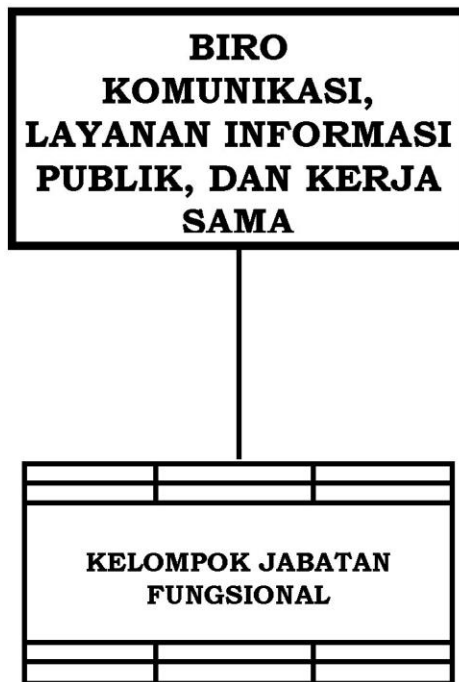 BIRO
KOMUNIKASI,
LAYANAN INFORMASI
PUBLIK, DAN KERJA
SAMA
KELOMPOK JABATAN
FUNGSIONAL